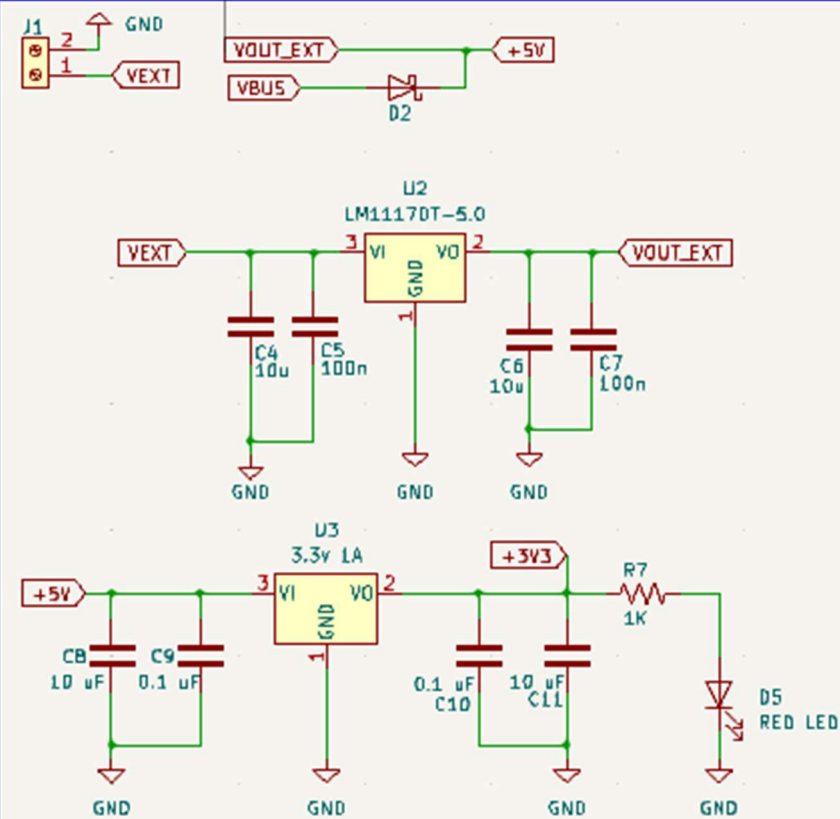 J1
GND
2
1
VEXT
VOUT_EXT
+5V
VBUS
D2
U2
LM1117DT-5.0
VEXT
3
VI
VO
2
VOUT_EXT
GND
1
C4
10u
C5
100n
C6
10u
C7
100n
GND
GND
GND
U3
3.3v 1A
+3V3
+5V
3
VI
VO
2
R7
1K
GND
1
C8
10 uF
C9
0.1 uF
0.1 uF
C10
10 uF
C11
D5
RED LED
GND
GND
GND
GND